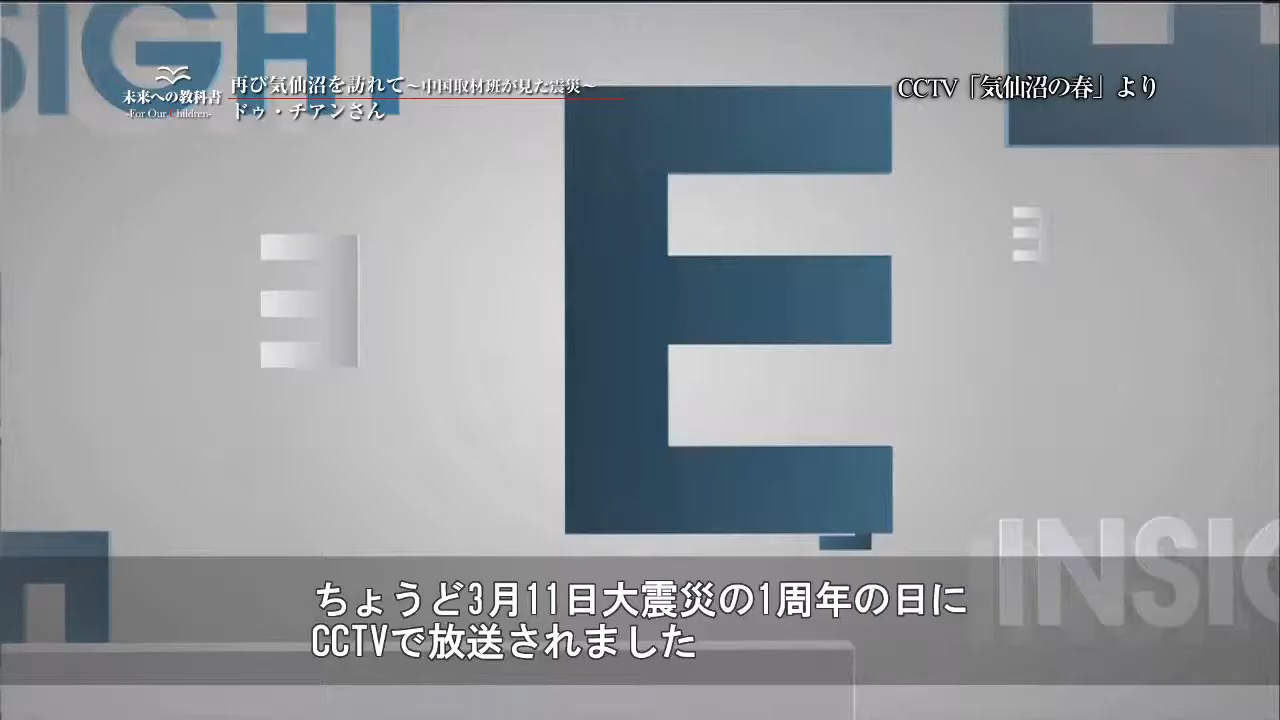 SIGHT
再び気仙沼を訪れて～中国取材班が見た震災～
未来への教科書
-For Our Children-
ドゥ・チアンさん
CCTV「気仙沼の春」より
E
E
E
INSIG
ちょうど3月11日大震災の1周年の日に
CCTVで放送されました